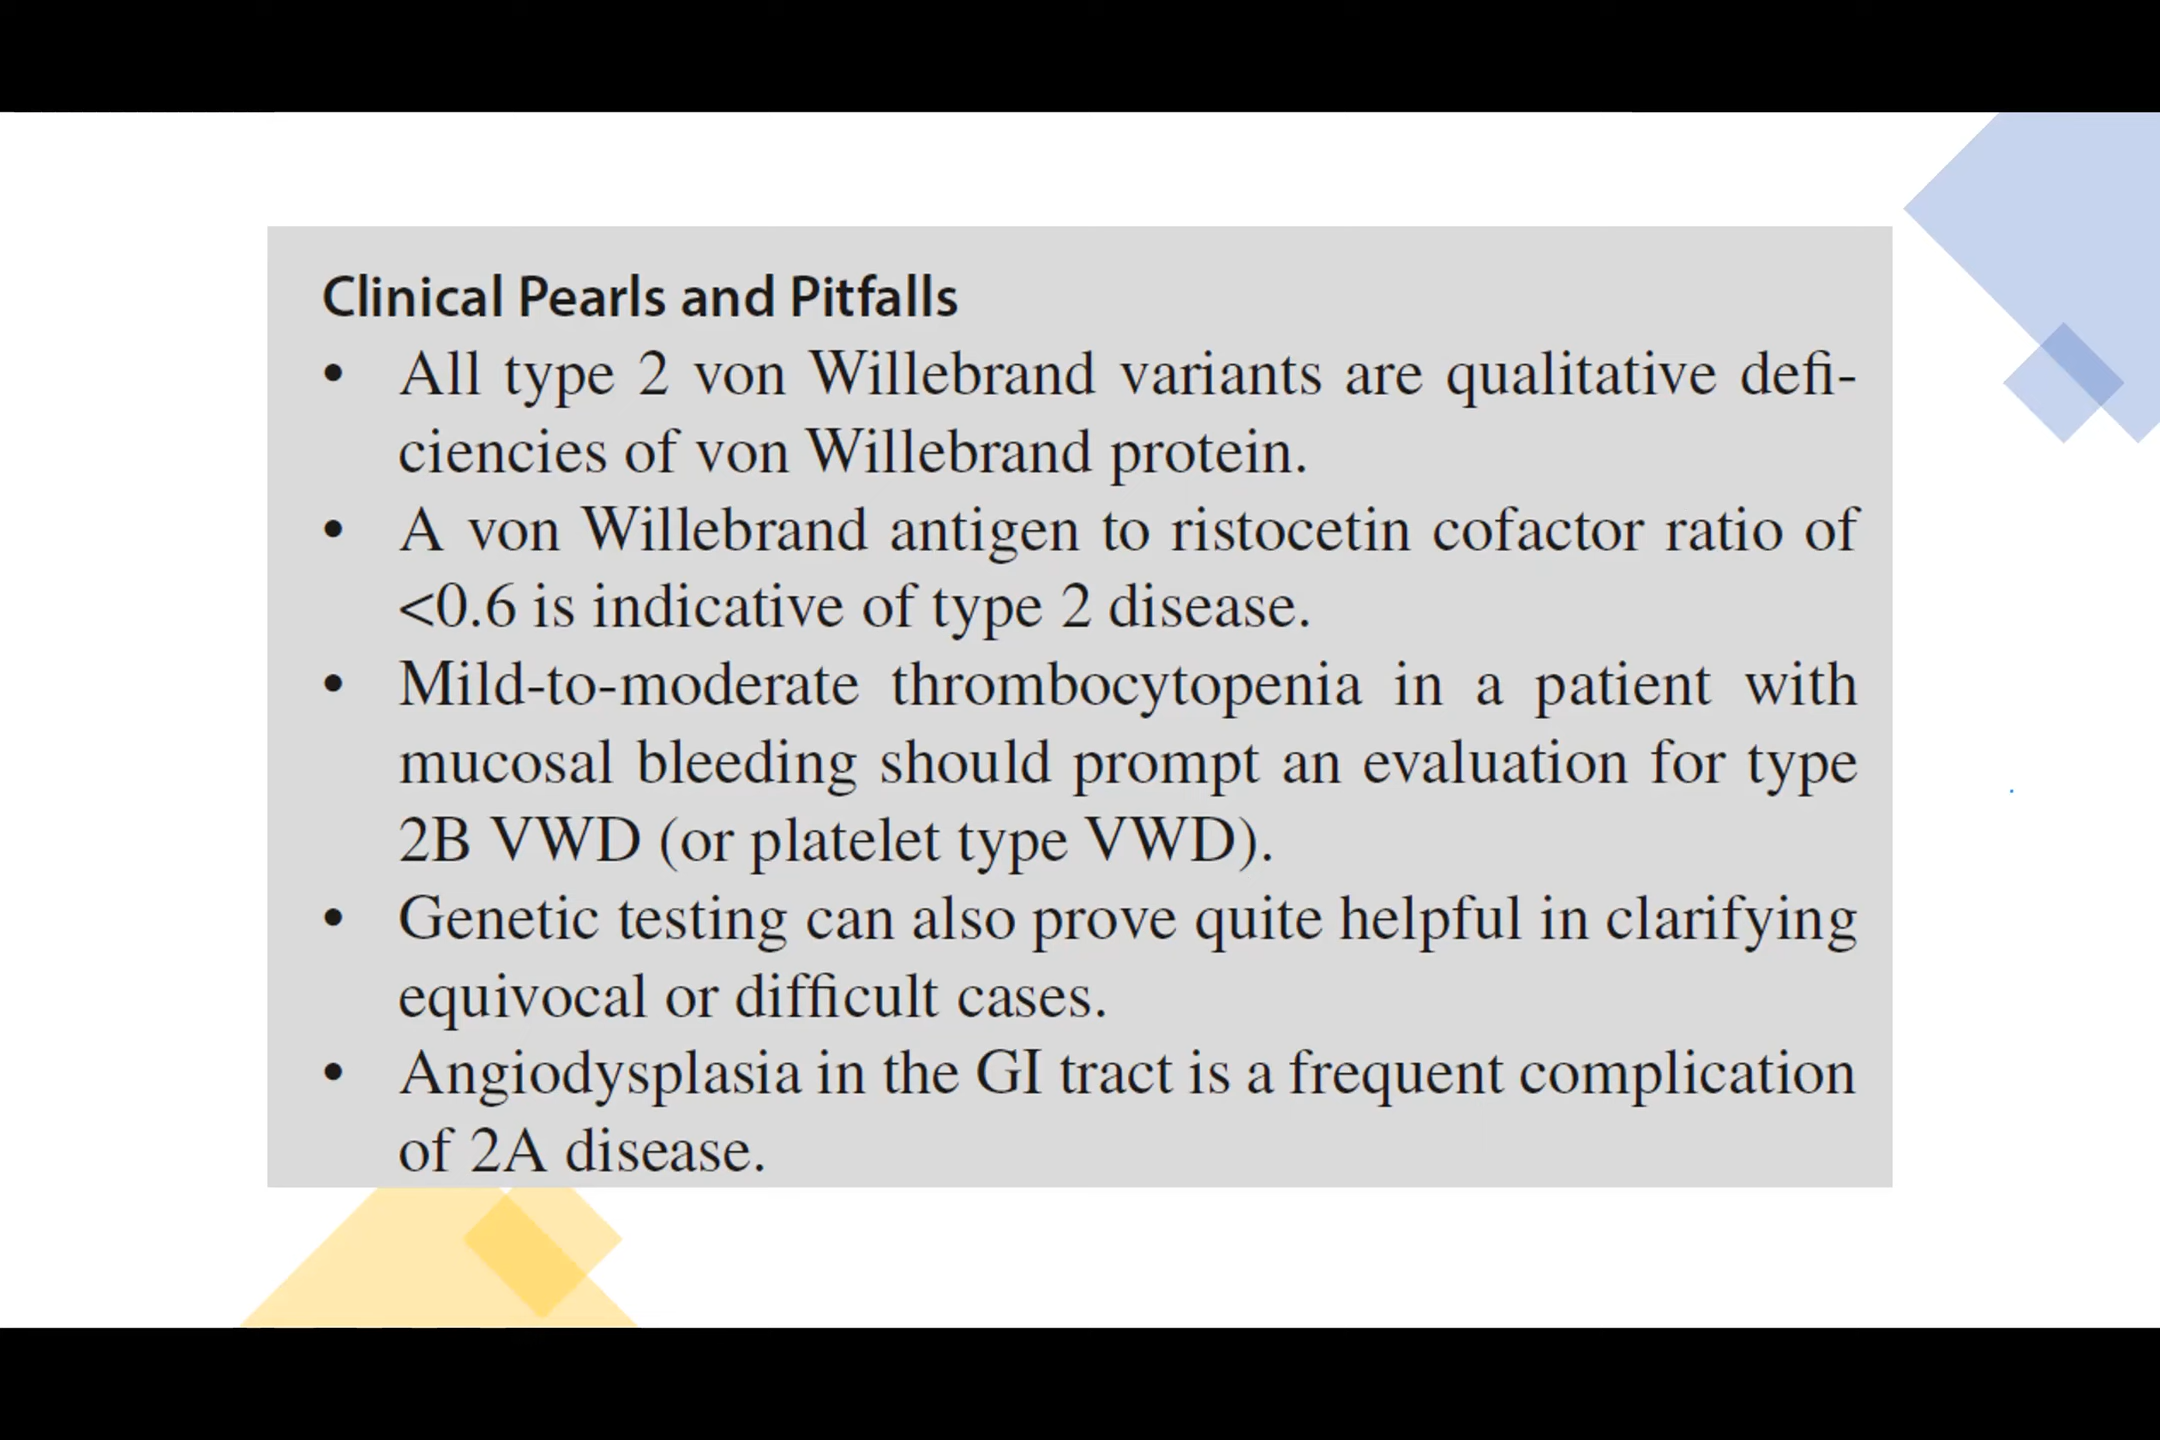 Clinical Pearls and Pitfalls
• All type 2 von Willebrand variants are qualitative defi-
ciencies of von Willebrand protein.
• A von Willebrand antigen to ristocetin cofactor ratio of
<0.6 is indicative of type 2 disease.
• Mild-to-moderate thrombocytopenia in a patient with
mucosal bleeding should prompt an evaluation for type
2B VWD (or platelet type VWD).
• Genetic testing can also prove quite helpful in clarifying
equivocal or difficult cases.
• Angiodysplasia in the GI tract is a frequent complication
of 2A disease.